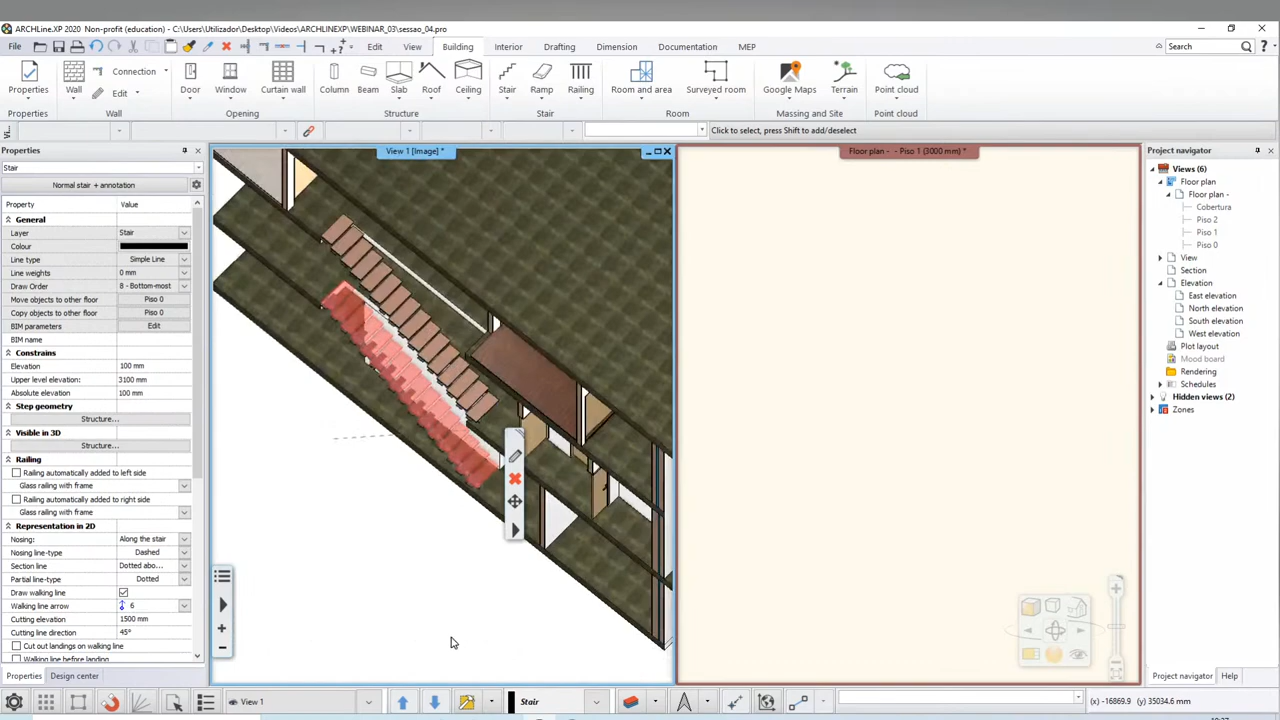 ARCHLine.XP 2020 Non-profit (education) - C:\Users\Utilizador\Desktop\Videos\ARCHLINEXP\WEBINAR_03\sessao_04.pro
File
Edit View Building Interior Drafting Dimension Documentation MEP
Search
Properties Wall Connection Edit Door Window Curtain wall Column Beam Slab Roof Ceiling Stair Ramp Railing Room and area Surveyed room Google Maps Terrain Point cloud
Properties Wall Opening Structure Stair Room Massing and Site Point cloud
Click to select, press Shift to add/deselect
Properties
Stair
Normal stair + annotation
Property Value
General
Layer Stair
Colour
Line type Simple Line
Line weights 0 mm
Draw Order 8 - Bottom-most
Move objects to other floor Piso 0
Copy objects to other floor Piso 0
BIM parameters Edit
BIM name
Constrains
Elevation 100 mm
Upper level elevation: 3100 mm
Absolute elevation 100 mm
Step geometry
Structure...
Visible in 3D
Structure...
Railing
Railing automatically added to left side
Glass railing with frame
Railing automatically added to right side
Glass railing with frame
Representation in 2D
Nosing: Along the stair
Nosing line-type Dashed
Section line Dotted abo...
Partial line-type Dotted
Draw walking line
Walking line arrow 6
Cutting elevation 1500 mm
Cutting line direction 45°
Cut out landings on walking line
Walking line before landing
Properties Design center
View 1 [Image] *
Floor plan - - Piso 1 (3000 mm) *
Project navigator
Views (6)
Floor plan
Floor plan -
Cobertura
Piso 2
Piso 1
Piso 0
View
Section
Elevation
East elevation
North elevation
South elevation
West elevation
Plot layout
Mood board
Rendering
Schedules
Hidden views (2)
Zones
Project navigator Help
View 1
Stair
(x) -16869.9 (y) 35034.6 mm